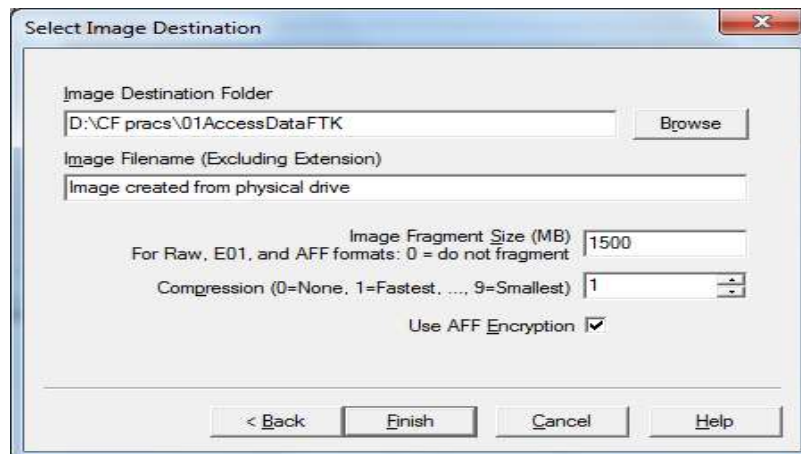 Select Image Destination
Image Destination Folder
D:\CF pracs\01AccessDataFTK
Browse
Image Filename (Excluding Extension)
Image created from physical drive
Image Fragment Size (MB)
For Raw, E01, and AFF formats: 0 = do not fragment
1500
Compression (0=None, 1=Fastest, ..., 9=Smallest)
1
Use AFF Encryption
< Back
Finish
Cancel
Help